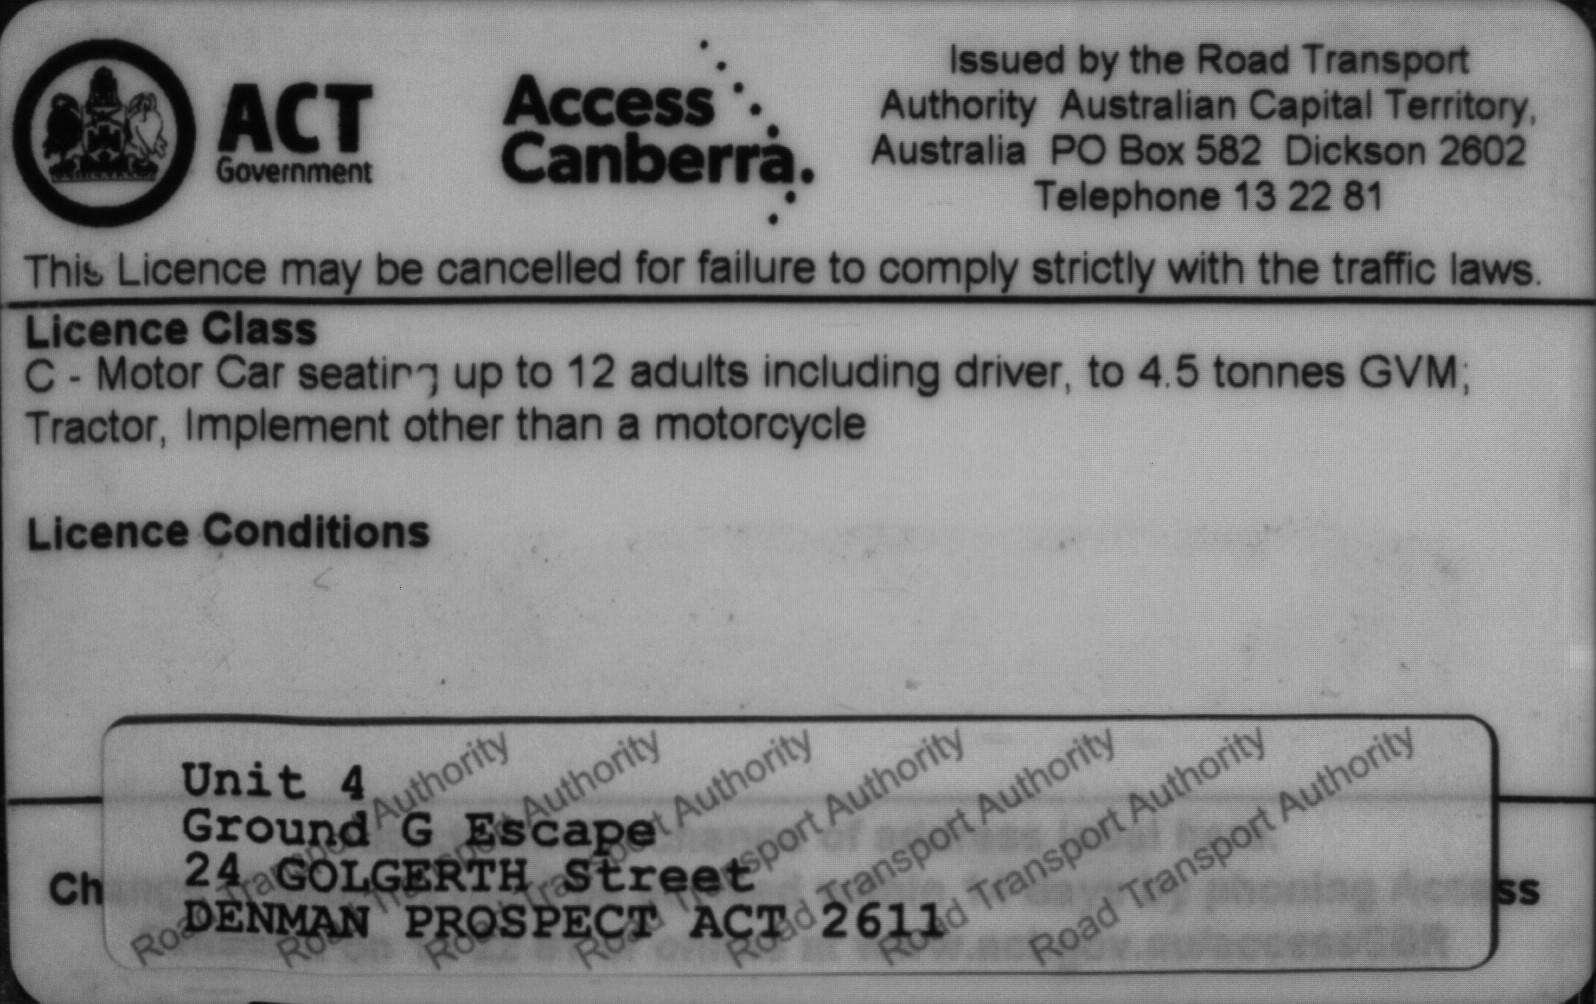 ACT
Government
Access
Canberra.
Issued by the Road Transport
Authority Australian Capital Territory,
Australia PO Box 582 Dickson 2602
Telephone 13 22 81
This Licence may be cancelled for failure to comply strictly with the traffic laws.
Licence Class
C - Motor Car seating up to 12 adults including driver, to 4.5 tonnes GVM;
Tractor, Implement other than a motorcycle
Licence Conditions
Unit 4
Ground G Escape
24 GOLGERTH Street
DENMAN PROSPECT ACT 2611
Road Transport Authority Road Transport Authority Road Transport Authority Road Transport Authority Road Transport Authority Road Transport Authority Road Transport Authority